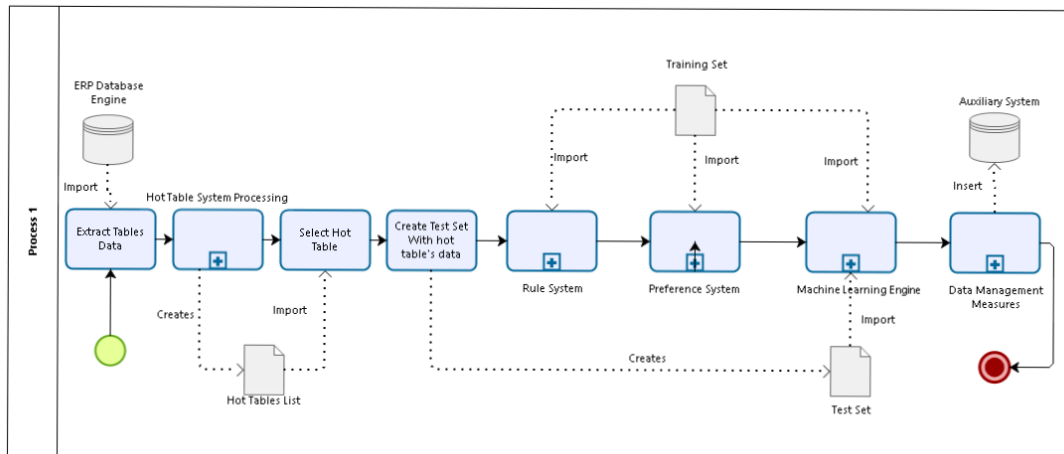 Process 1
ERP Database
Engine
Import
Extract Tables
Data
Hot Table System Processing
Creates
Hot Tables List
Import
Select Hot
Table
Create Test Set
With hot
table's data
Creates
Training Set
Import
Import
Import
Rule System
Preference System
Machine Learning Engine
Import
Test Set
Auxiliary System
Insert
Data Management
Measures